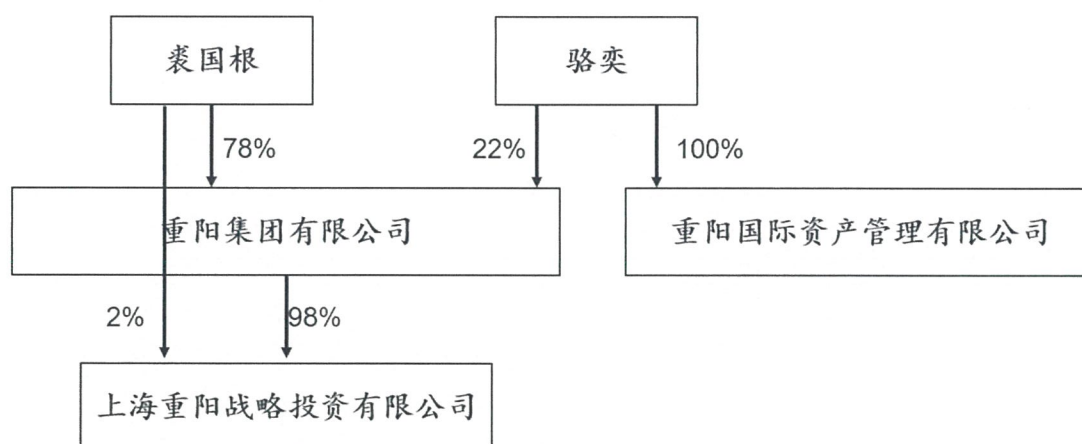 裘国根
骆奕
78%
22%
100%
重阳集团有限公司
重阳国际资产管理有限公司
2%
98%
上海重阳战略投资有限公司